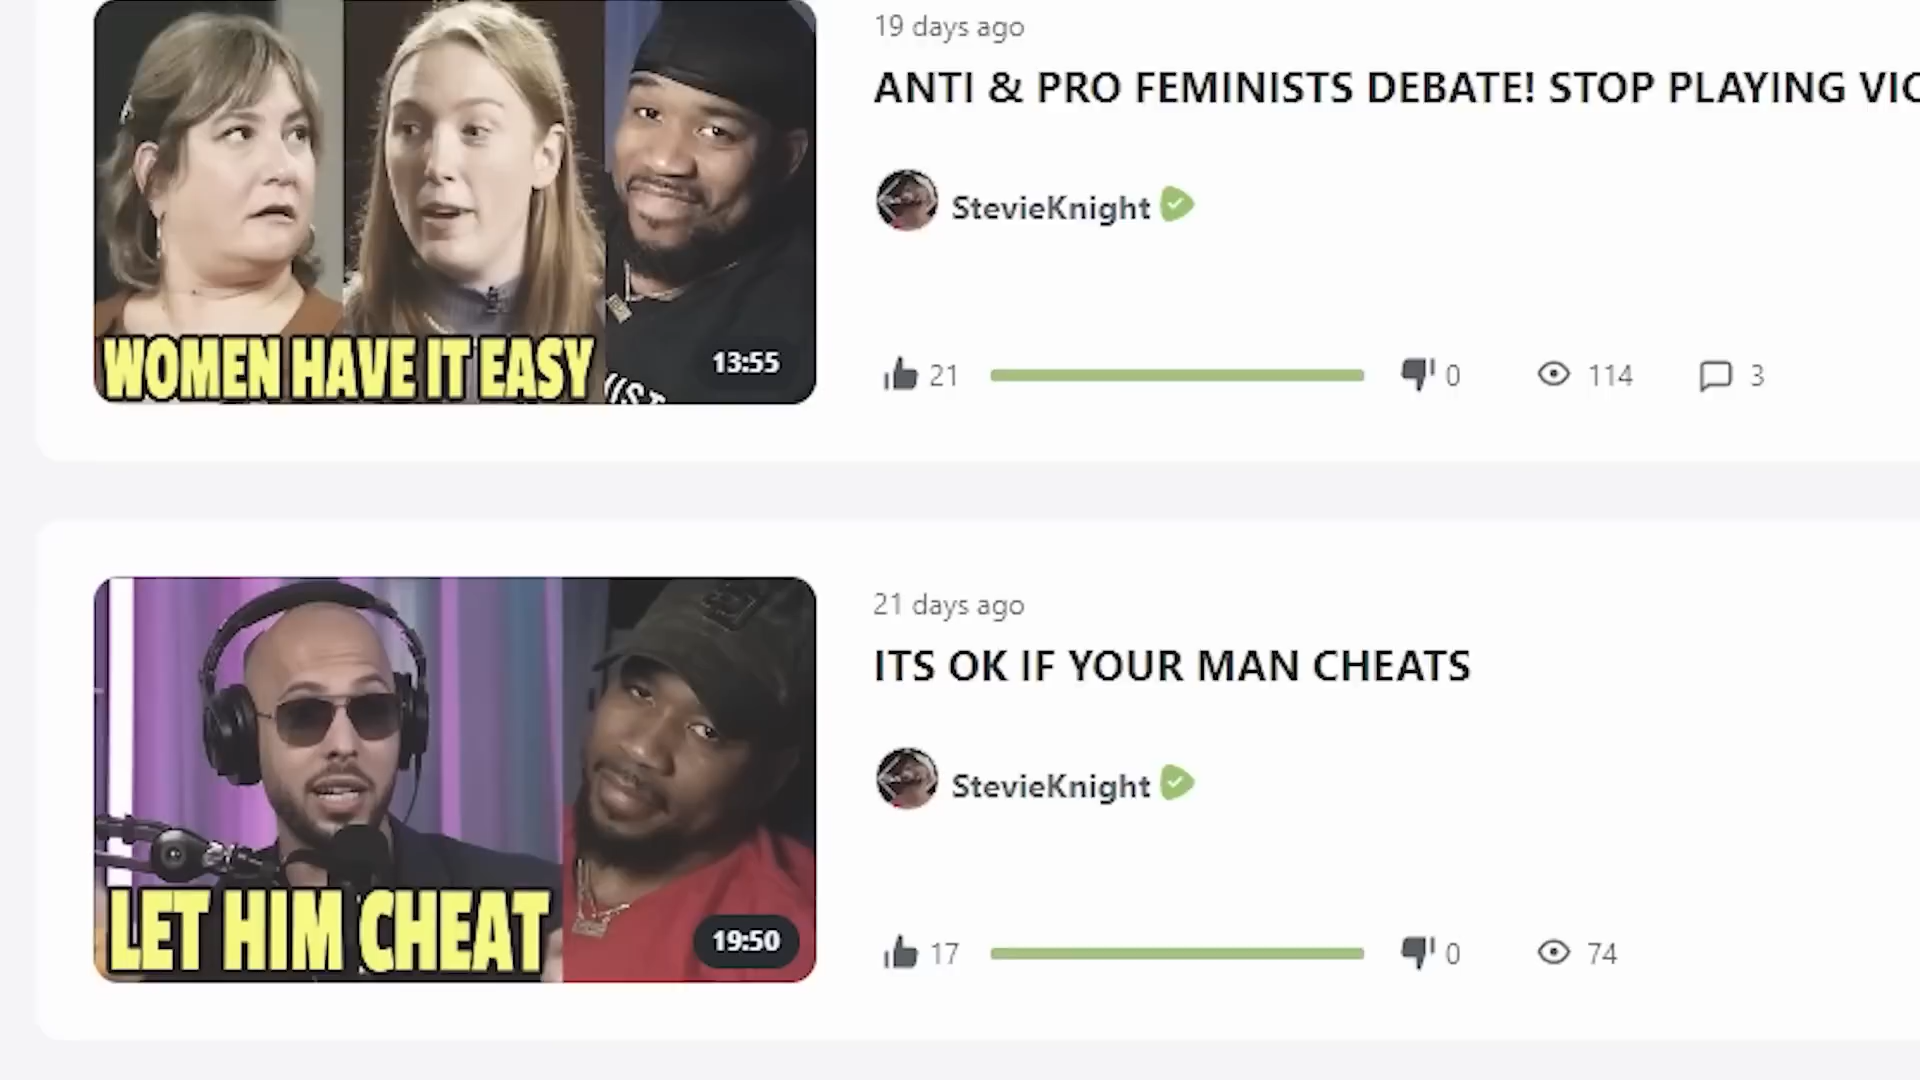 19 days ago
ANTI & PRO FEMINISTS DEBATE! STOP PLAYING VIC
StevieKnight
WOMEN HAVE IT EASY
13:55
21
0
114
3
21 days ago
ITS OK IF YOUR MAN CHEATS
StevieKnight
LET HIM CHEAT
19:50
17
0
74